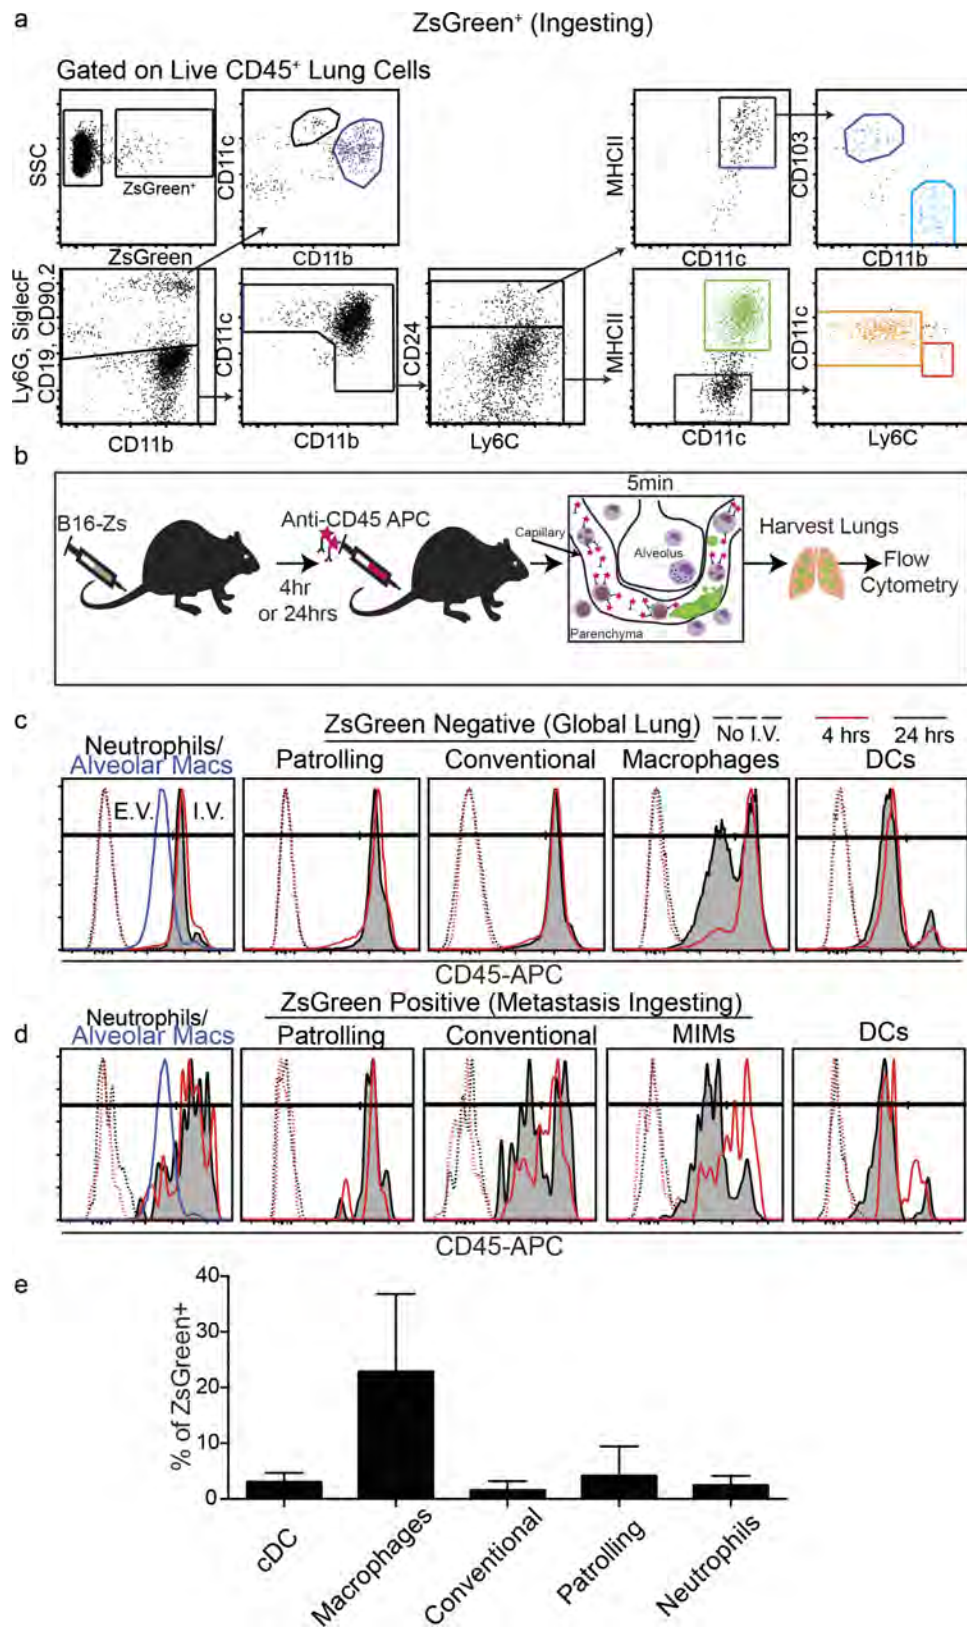 a
ZsGreen⁺ (Ingesting)
Gated on Live CD45⁺ Lung Cells
SSC
ZsGreen⁺
ZsGreen
CD11c
CD11b
MHCII
CD11c
CD103
CD11b
Ly6G, SiglecF
CD19, CD90.2
CD11b
CD11c
CD11b
CD24
Ly6C
MHCII
CD11c
CD11c
Ly6C
b
B16-Zs
4hr
or 24hrs
Anti-CD45 APC
5min
Capillary
Alveolus
Parenchyma
Harvest Lungs
Flow
Cytometry
c
ZsGreen Negative (Global Lung)
No I.V.
4 hrs
24 hrs
Neutrophils/
Alveolar Macs
Patrolling
Conventional
Macrophages
DCs
E.V.
I.V.
CD45-APC
d
ZsGreen Positive (Metastasis Ingesting)
Neutrophils/
Alveolar Macs
Patrolling
Conventional
MIMs
DCs
CD45-APC
e
% of ZsGreen+
40
30
20
10
0
cDC
Macrophages
Conventional
Patrolling
Neutrophils